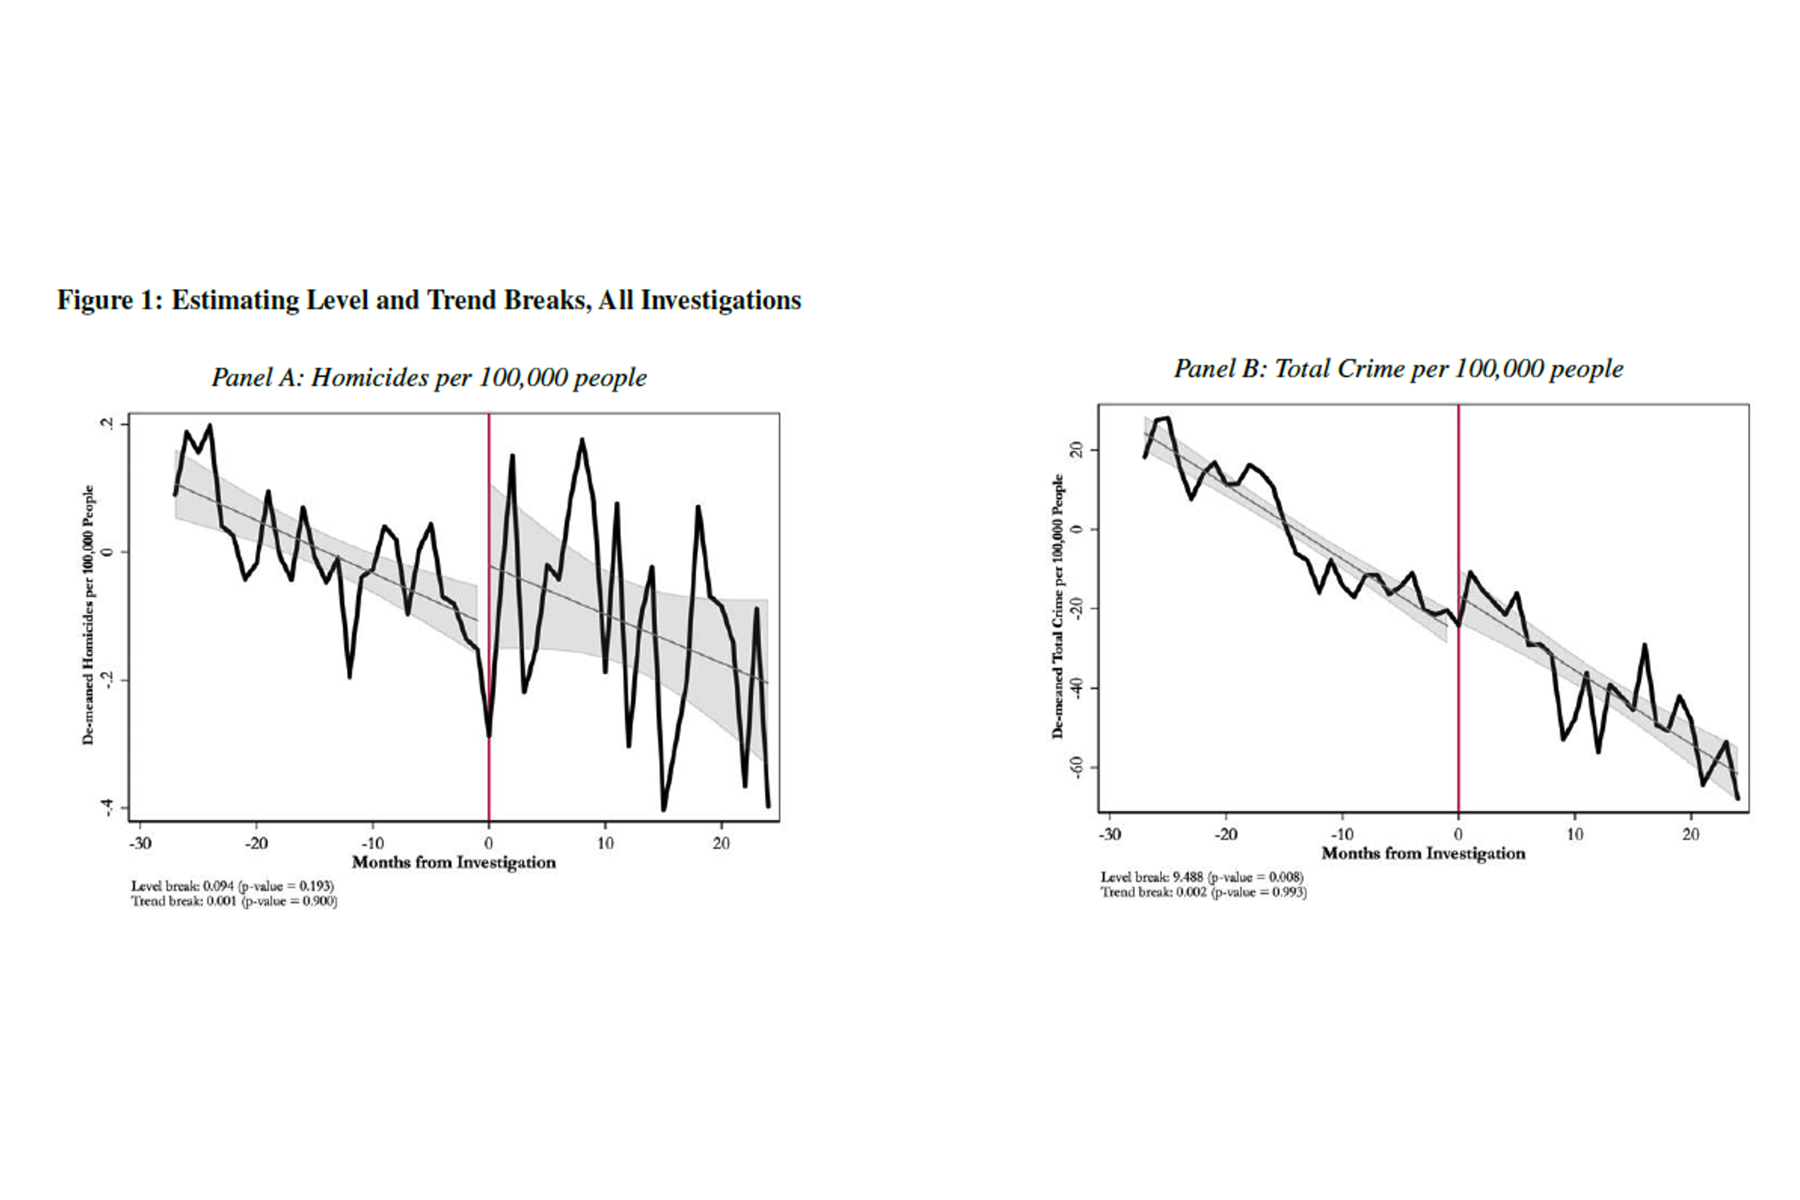 Figure 1: Estimating Level and Trend Breaks, All Investigations
Panel A: Homicides per 100,000 people
De-meaned Homicides per 100,000 People
.2
0
-.2
-.4
-30 -20 -10 0 10 20
Months from Investigation
Level break: 0.094 (p-value = 0.193)
Trend break: 0.001 (p-value = 0.900)
Panel B: Total Crime per 100,000 people
De-meaned Total Crime per 100,000 People
20
0
-20
-40
-60
-30 -20 -10 0 10 20
Months from Investigation
Level break: 9.488 (p-value = 0.008)
Trend break: 0.002 (p-value = 0.993)